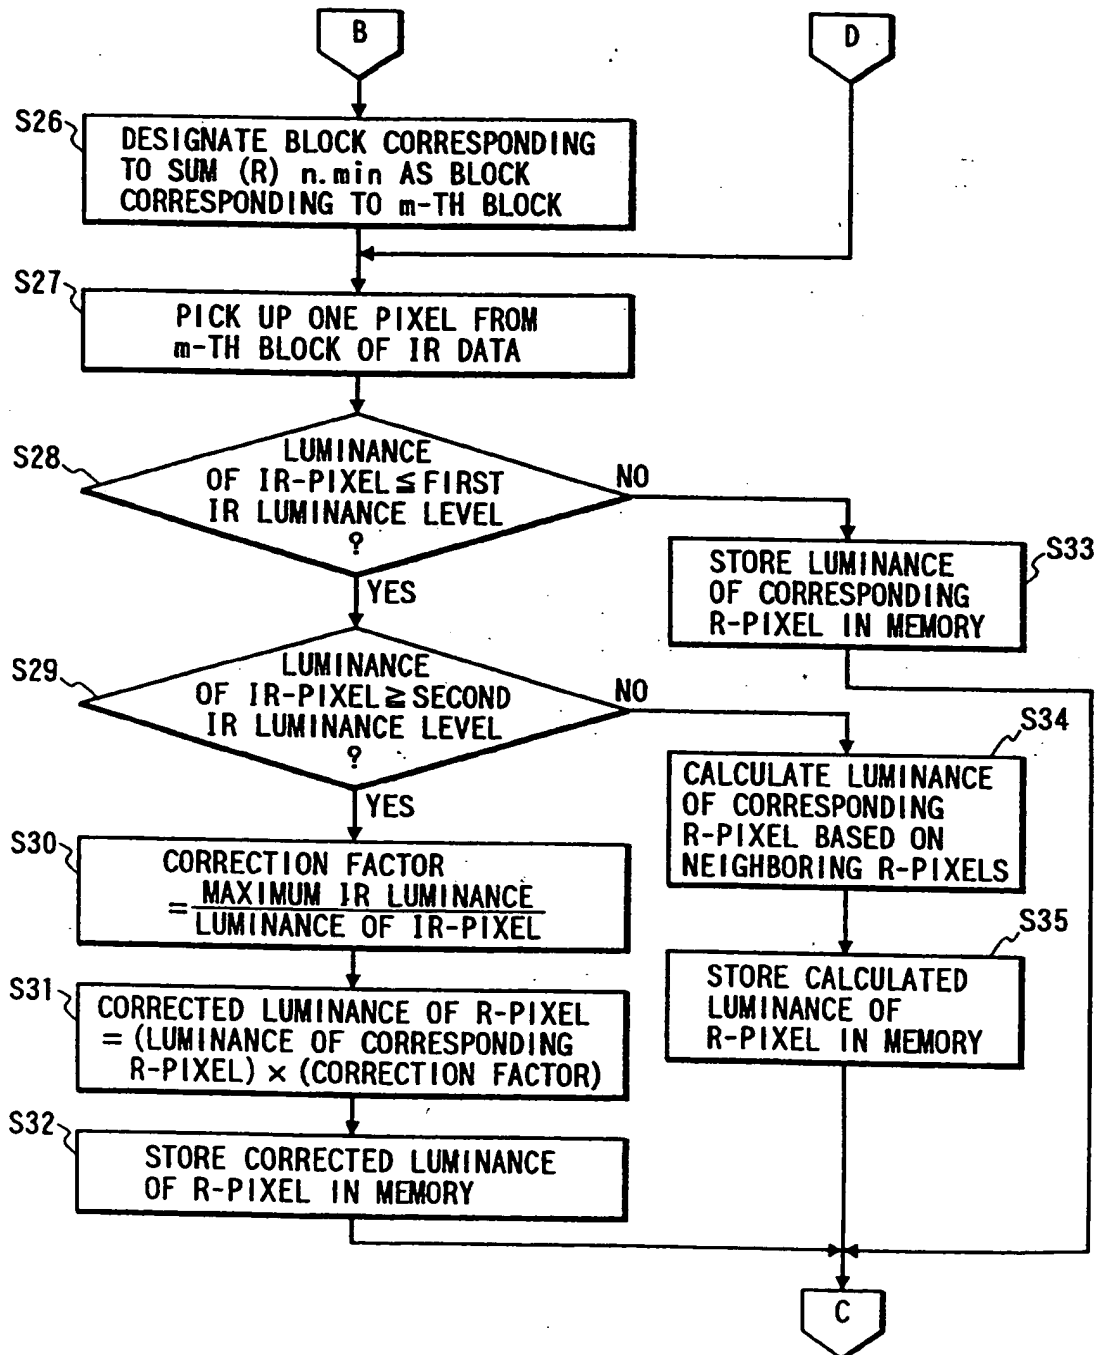 B
D
S26
DESIGNATE BLOCK CORRESPONDING
TO SUM (R) n.min AS BLOCK
CORRESPONDING TO m-TH BLOCK
S27
PICK UP ONE PIXEL FROM
m-TH BLOCK OF IR DATA
S28
LUMINANCE
OF IR-PIXEL≦FIRST
IR LUMINANCE LEVEL
?
NO
YES
S33
STORE LUMINANCE
OF CORRESPONDING
R-PIXEL IN MEMORY
S29
LUMINANCE
OF IR-PIXEL≧SECOND
IR LUMINANCE LEVEL
?
NO
YES
S34
CALCULATE LUMINANCE
OF CORRESPONDING
R-PIXEL BASED ON
NEIGHBORING R-PIXELS
S30
CORRECTION FACTOR
= MAXIMUM IR LUMINANCE
LUMINANCE OF IR-PIXEL
S35
STORE CALCULATED
LUMINANCE OF
R-PIXEL IN MEMORY
S31
CORRECTED LUMINANCE OF R-PIXEL
= (LUMINANCE OF CORRESPONDING
R-PIXEL) × (CORRECTION FACTOR)
S32
STORE CORRECTED LUMINANCE
OF R-PIXEL IN MEMORY
C